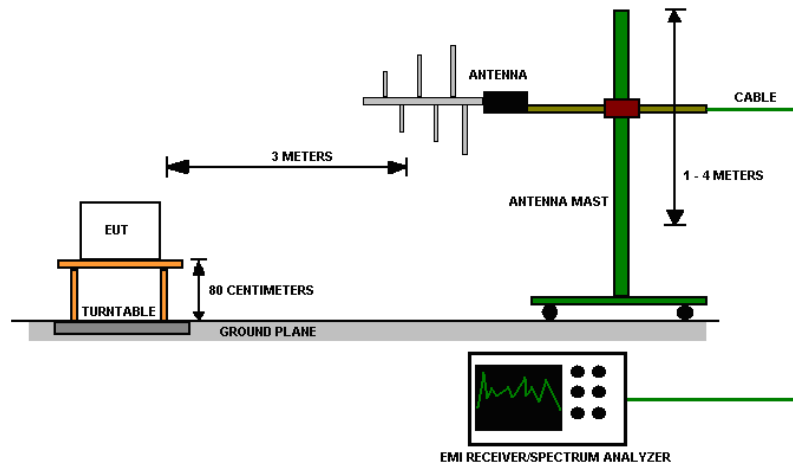 ANTENNA
CABLE
3 METERS
1 - 4 METERS
ANTENNA MAST
EUT
80 CENTIMETERS
TURNTABLE
GROUND PLANE
EMI RECEIVER/SPECTRUM ANALYZER